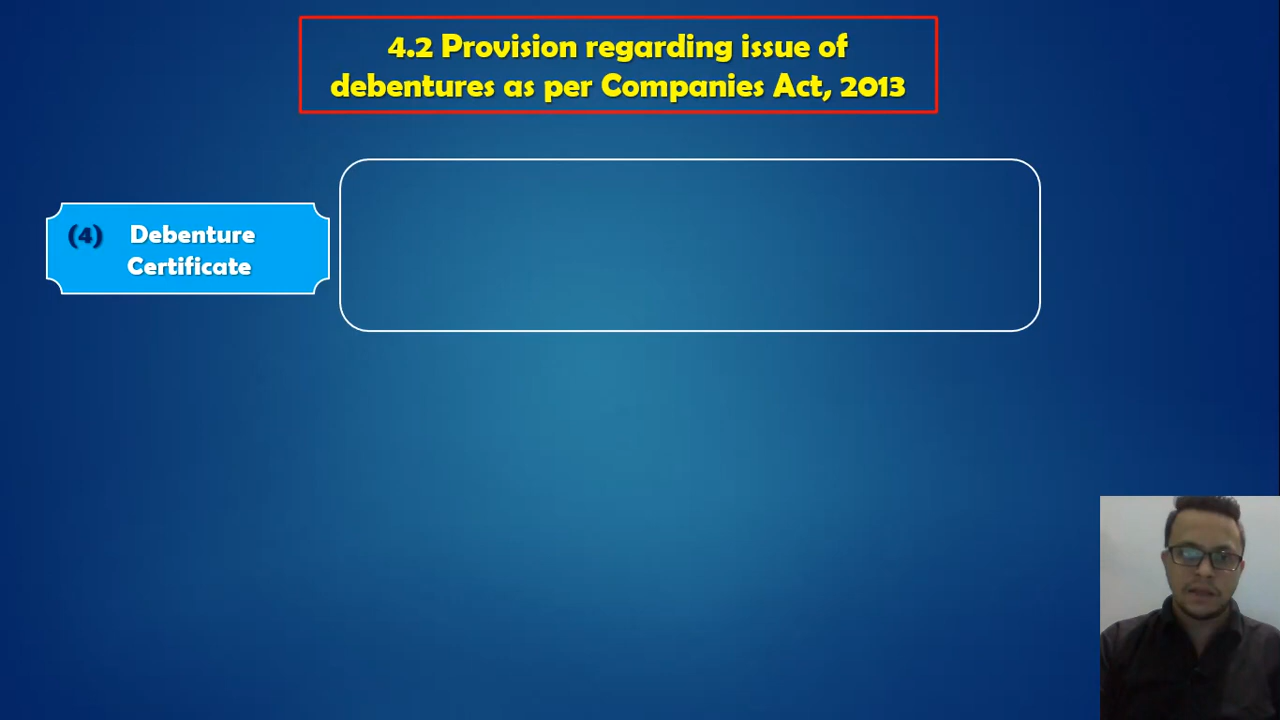 4.2 Provision regarding issue of
debentures as per Companies Act, 2013
(4) Debenture
Certificate